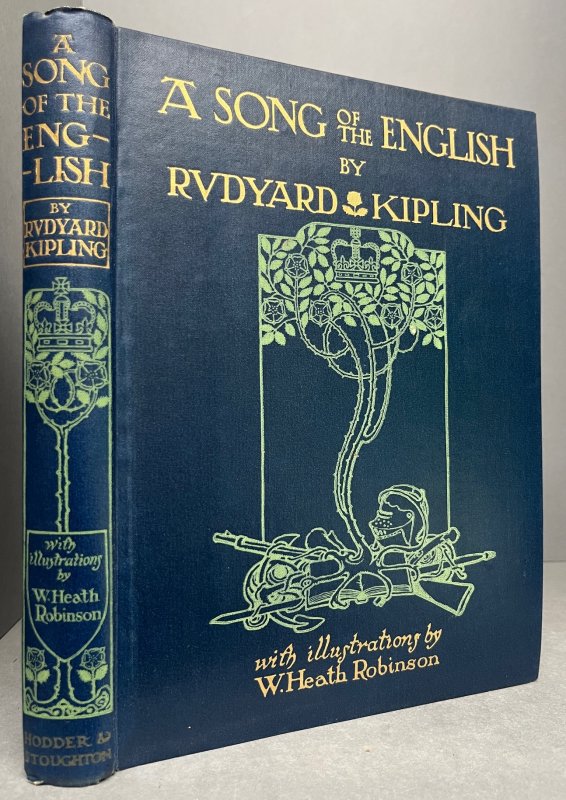 A
SONG
OF THE
ENG-
-LISH
BY
RVDYARD
KIPLING
with
illustrations
by
W. Heath
Robinson
HODDER &
STOUGHTON
A SONG OF THE ENGLISH
BY
RVDYARD KIPLING
with illustrations by
W. Heath Robinson